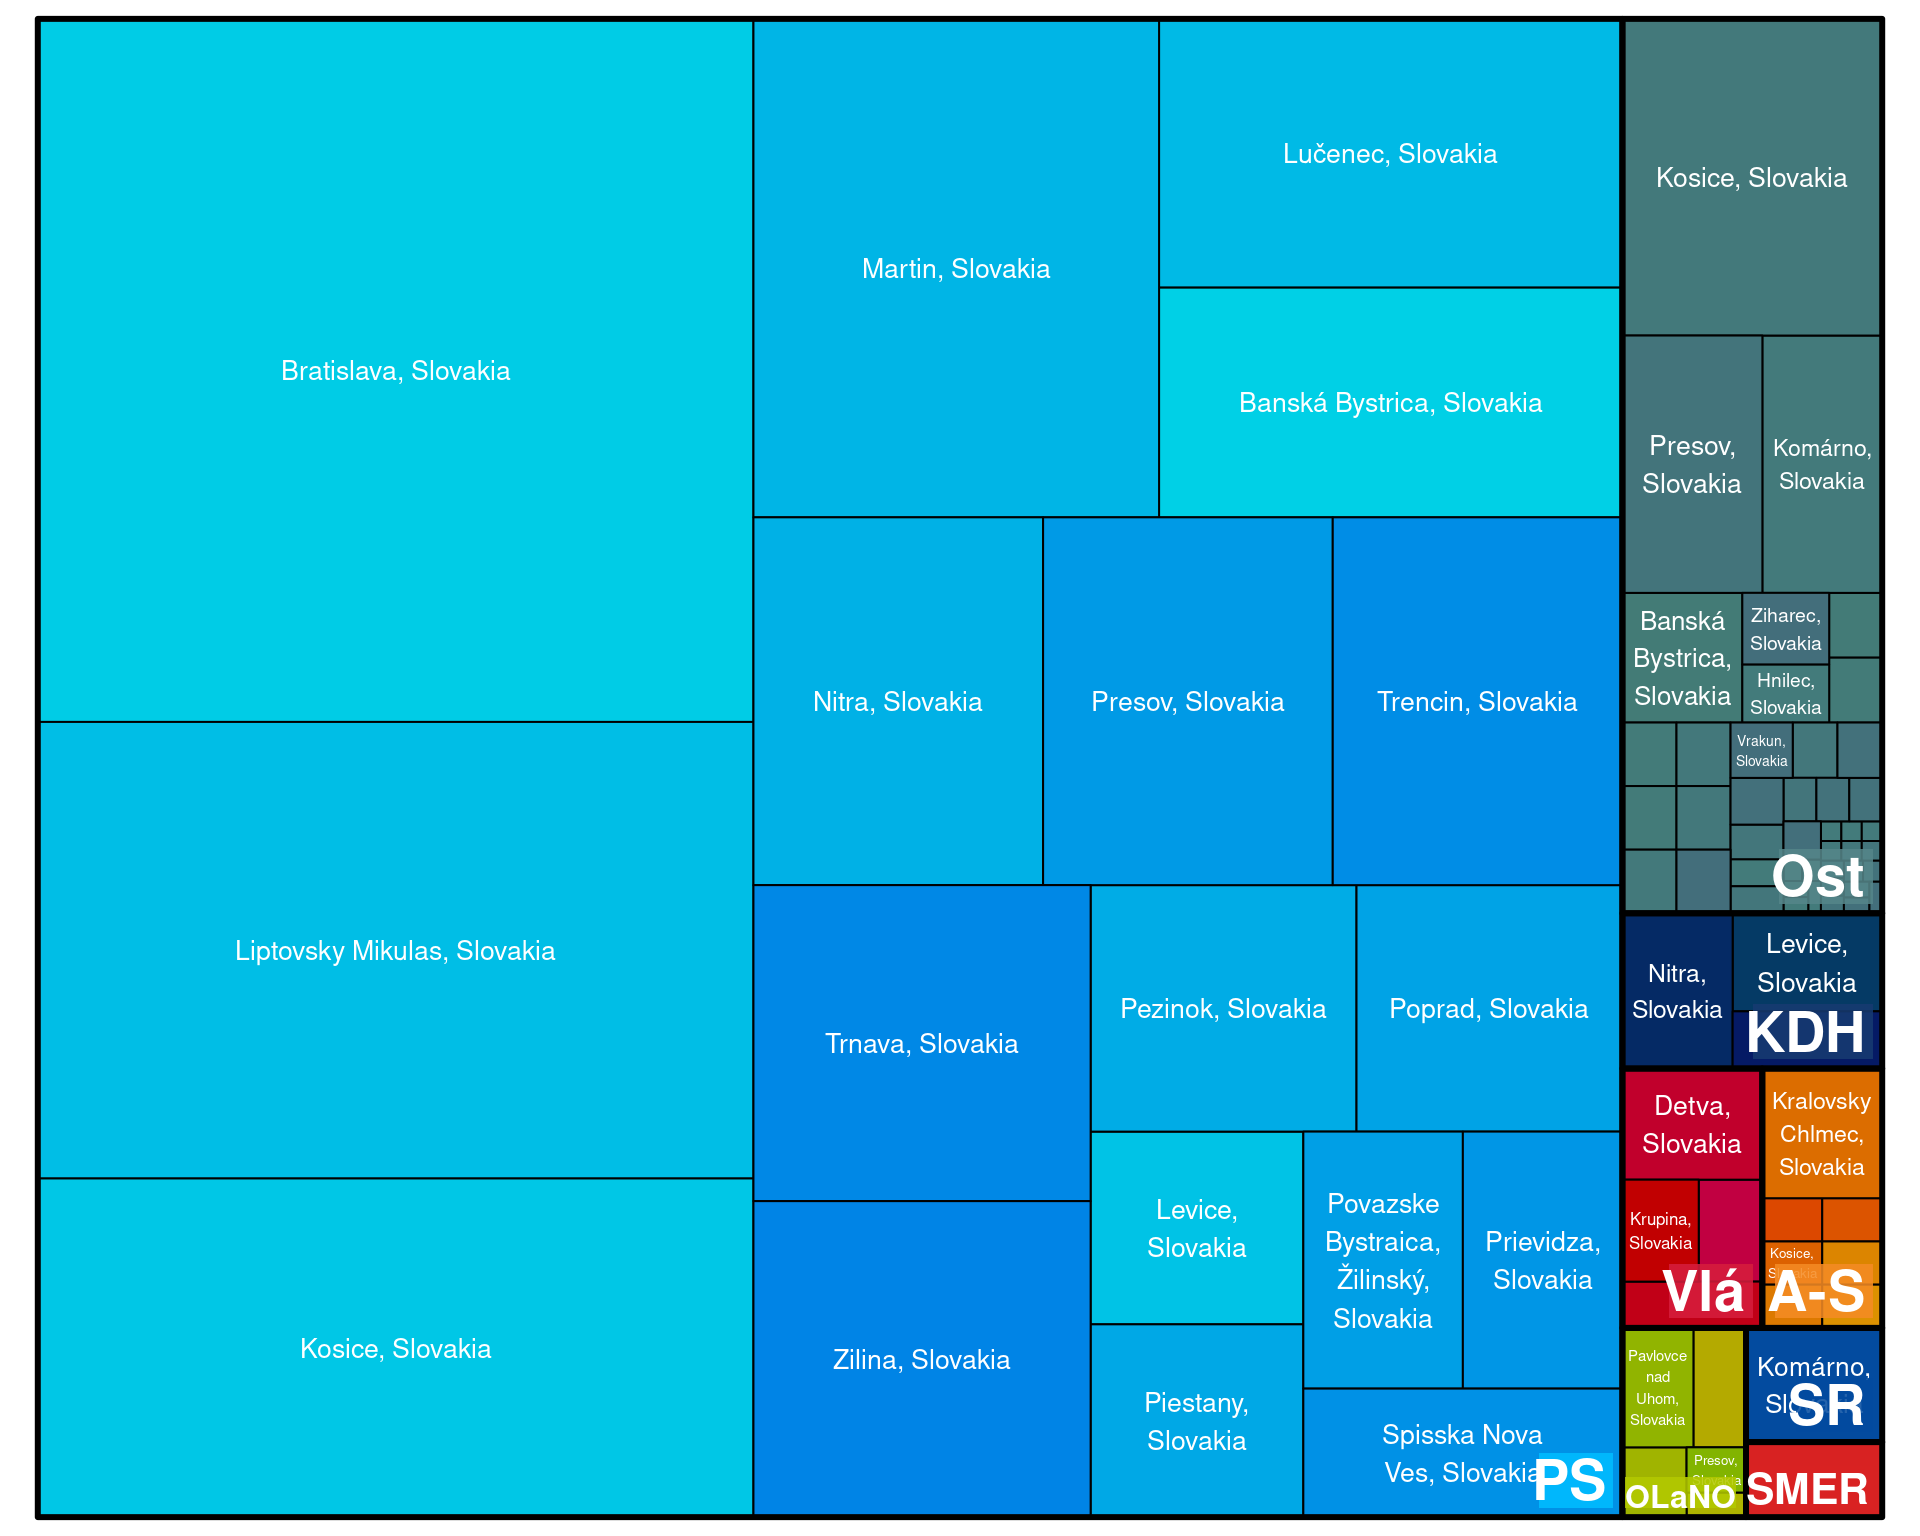 Bratislava, Slovakia
Liptovsky Mikulas, Slovakia
Kosice, Slovakia
Martin, Slovakia
Lučenec, Slovakia
Banská Bystrica, Slovakia
Nitra, Slovakia
Presov, Slovakia
Trencin, Slovakia
Trnava, Slovakia
Zilina, Slovakia
Pezinok, Slovakia
Poprad, Slovakia
Levice,
Slovakia
Piestany,
Slovakia
Povazske
Bystraica,
Žilinský,
Slovakia
Prievidza,
Slovakia
Spisska Nova
Ves, Slovakia
PS
Kosice, Slovakia
Presov,
Slovakia
Komárno,
Slovakia
Banská
Bystrica,
Slovakia
Ziharec,
Slovakia
Hnilec,
Slovakia
Vrakun,
Slovakia
Ost
Nitra,
Slovakia
Levice,
Slovakia
KDH
Detva,
Slovakia
Krupina,
Slovakia
Vlá
Kralovsky
Chlmec,
Slovakia
Kosice,
Slovakia
A-S
Pavlovce
nad
Uhom,
Slovakia
Presov,
Slovakia
OLaNO
Komárno,
Slovakia
SR
SMER